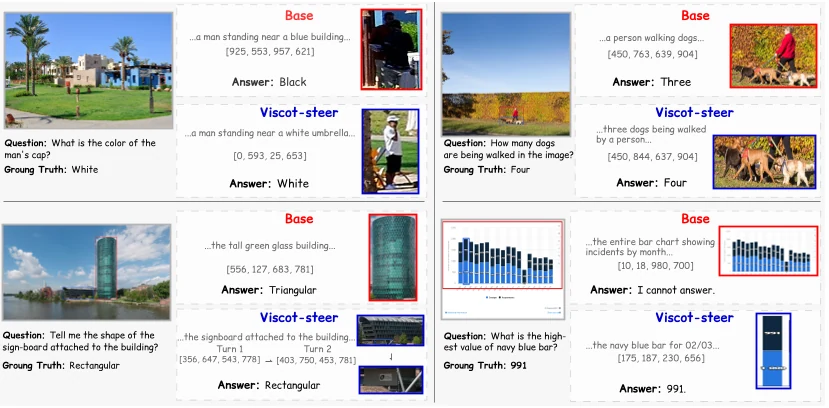 Base
...a man standing near a blue building...
[925, 553, 957, 621]
Answer: Black
Viscot-steer
...a man standing near a white umbrella...
[0, 593, 25, 653]
Answer: White
Question: What is the color of the
man's cap?
Groung Truth: White
Base
...a person walking dogs...
[450, 763, 639, 904]
Answer: Three
Viscot-steer
...three dogs being walked
by a person...
[450, 844, 637, 904]
Answer: Four
Question: How many dogs
are being walked in the image?
Groung Truth: Four
Base
...the tall green glass building...
[556, 127, 683, 781]
Answer: Triangular
Viscot-steer
...the signboard attached to the building...
Turn 1 Turn 2
[356, 647, 543, 778] → [403, 750, 453, 781]
Answer: Rectangular
Question: Tell me the shape of the
sign-board attached to the building?
Groung Truth: Rectangular
Base
...the entire bar chart showing
incidents by month...
[10, 18, 980, 700]
Answer: I cannot answer.
Viscot-steer
...the navy blue bar for 02/03...
[175, 187, 230, 656]
Answer: 991.
Question: What is the high-
est value of navy blue bar?
Groung Truth: 991